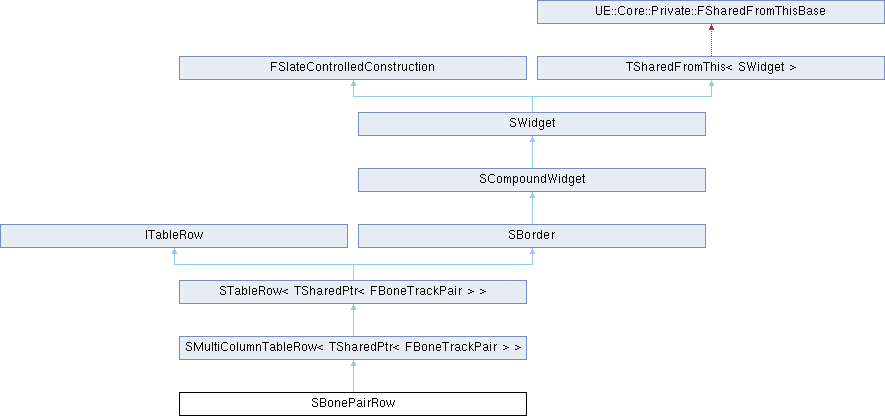 UE::Core::Private::FSharedFromThisBase
FSlateControlledConstruction
TSharedFromThis< SWidget >
SWidget
SCompoundWidget
ITableRow
SBorder
STableRow< TSharedPtr< FBoneTrackPair > >
SMultiColumnTableRow< TSharedPtr< FBoneTrackPair > >
SBonePairRow